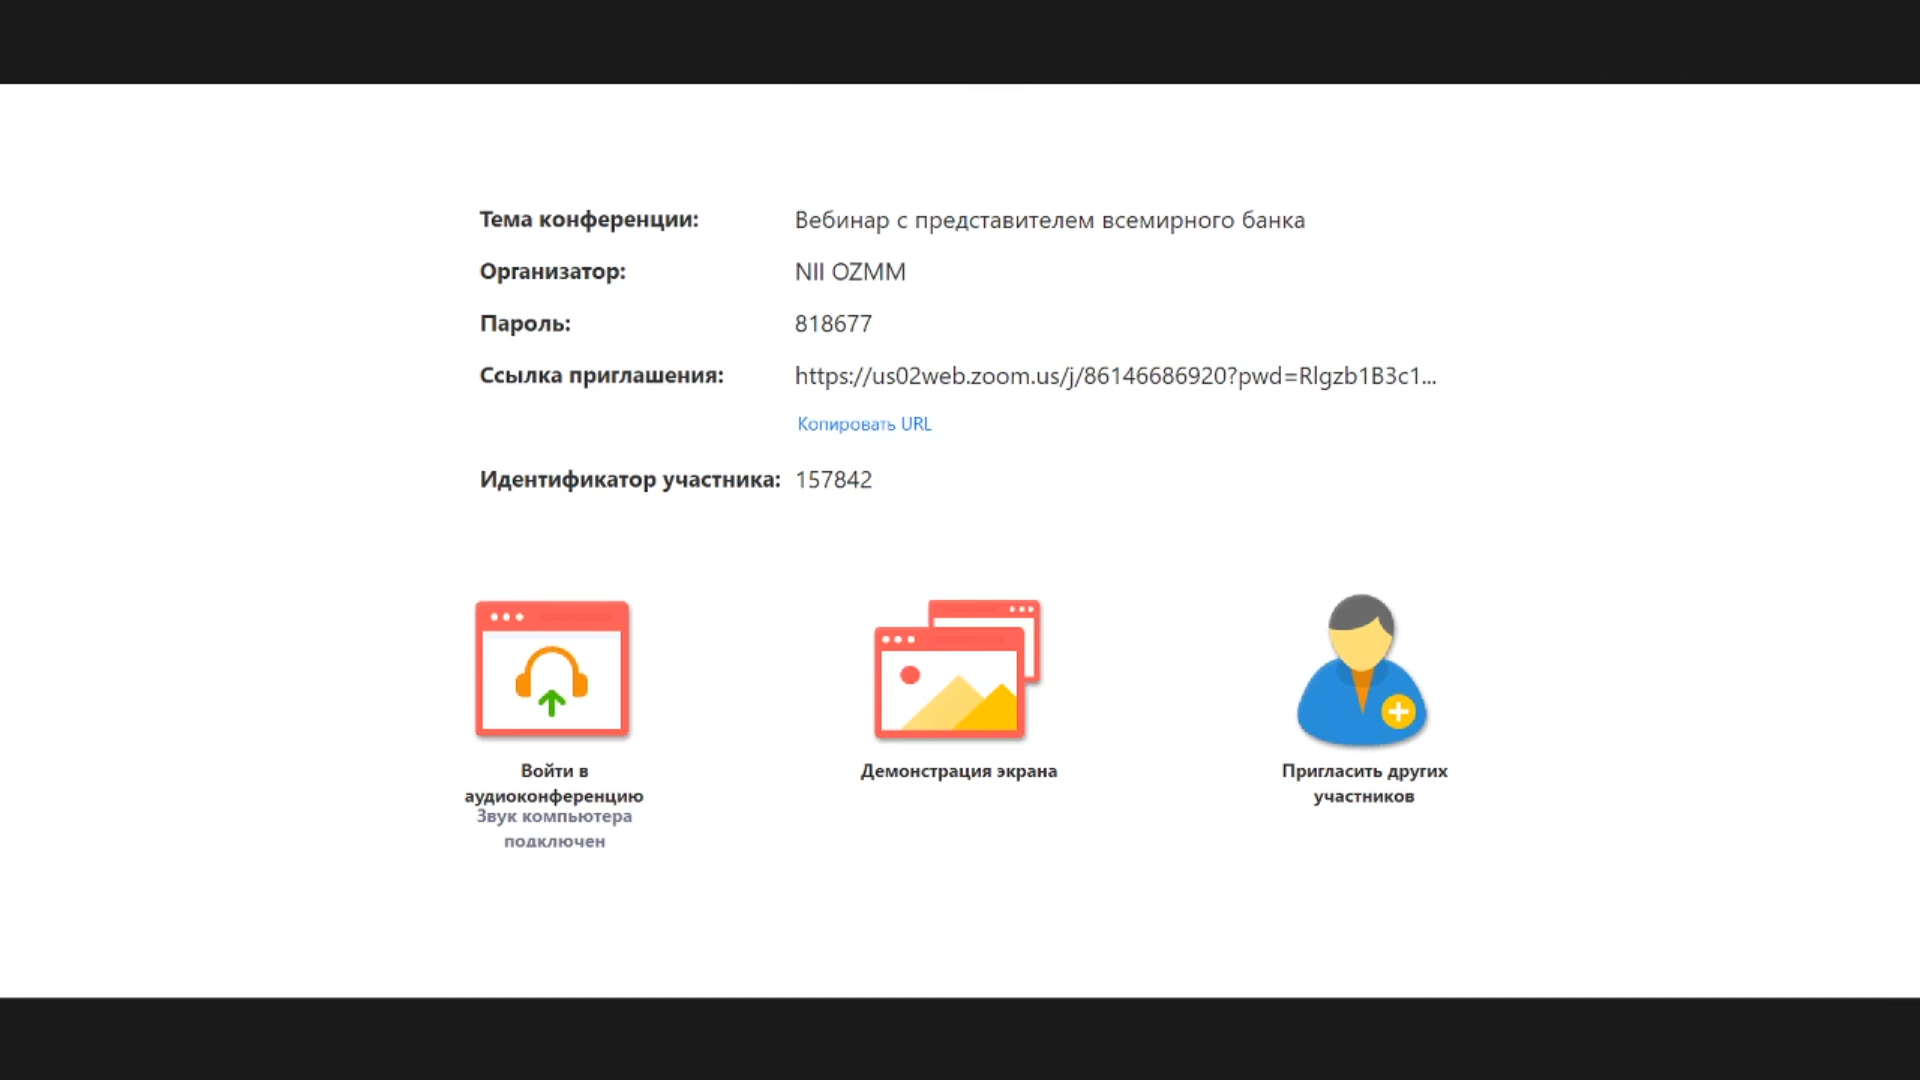 Тема конференции: Вебинар с представителем всемирного банка
Организатор: NII OZMM
Пароль: 818677
Ссылка приглашения: https://us02web.zoom.us/j/86146686920?pwd=Rlgzb1B3c1...
Копировать URL
Идентификатор участника: 157842
Войти в
аудиоконференцию
Звук компьютера
подключен
Демонстрация экрана
Пригласить других
участников